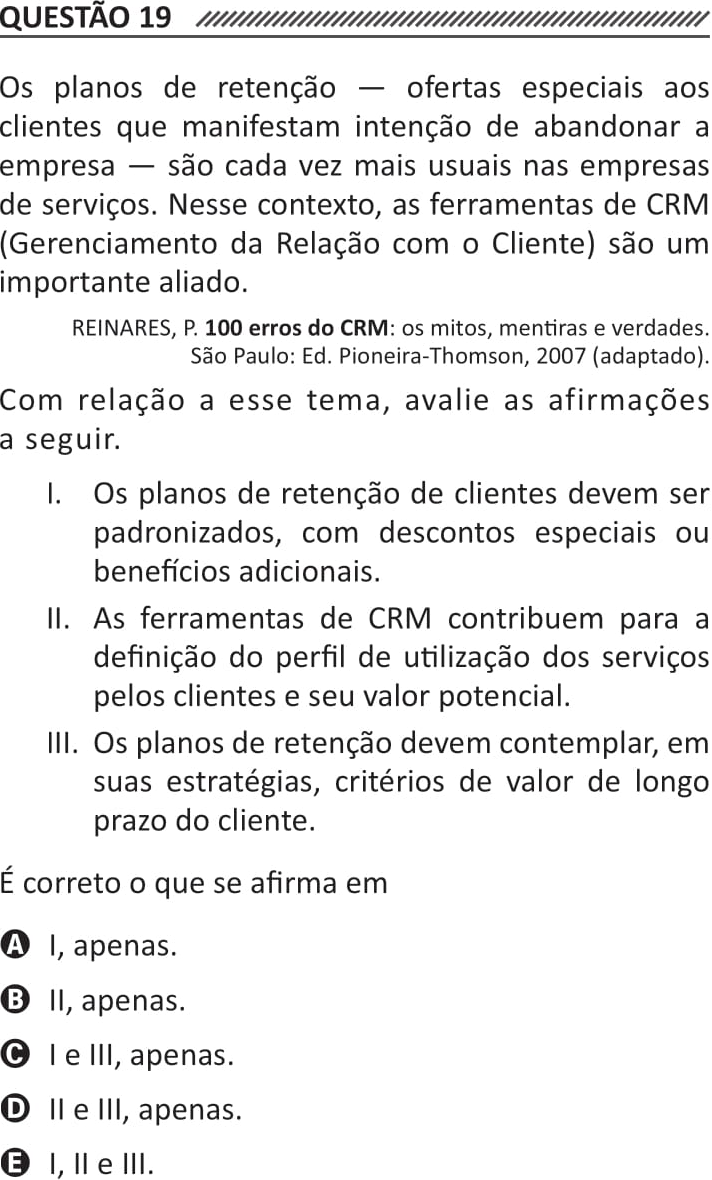 QUESTÃO 19
Os planos de retenção — ofertas especiais aos
clientes que manifestam intenção de abandonar a
empresa — são cada vez mais usuais nas empresas
de serviços. Nesse contexto, as ferramentas de CRM
(Gerenciamento da Relação com o Cliente) são um
importante aliado.
REINARES, P. 100 erros do CRM: os mitos, mentiras e verdades.
São Paulo: Ed. Pioneira-Thomson, 2007 (adaptado).
Com relação a esse tema, avalie as afirmações
a seguir.
I. Os planos de retenção de clientes devem ser
padronizados, com descontos especiais ou
benefícios adicionais.
II. As ferramentas de CRM contribuem para a
definição do perfil de utilização dos serviços
pelos clientes e seu valor potencial.
III. Os planos de retenção devem contemplar, em
suas estratégias, critérios de valor de longo
prazo do cliente.
É correto o que se afirma em
A I, apenas.
B II, apenas.
C I e III, apenas.
D II e III, apenas.
E I, II e III.